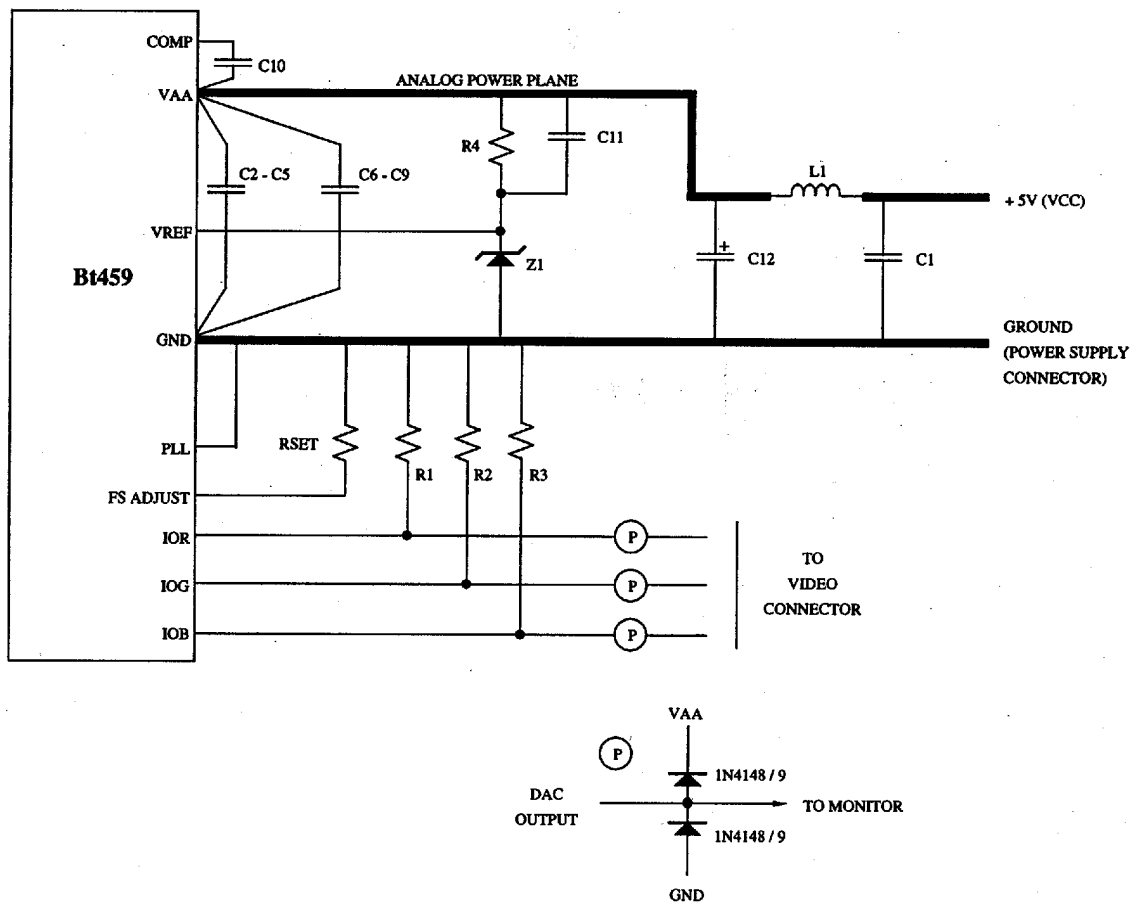 COMP
C10
ANALOG POWER PLANE
VAA
C11
R4
L1
C2 - C5
C6 - C9
+ 5V (VCC)
VREF
+
C12
C1
Z1
Bt459
GND
GROUND
(POWER SUPPLY
CONNECTOR)
RSET
PLL
R1
R2
R3
FS ADJUST
IOR
P
TO
VIDEO
CONNECTOR
IOG
P
IOB
P
VAA
P
1N4148 / 9
DAC
OUTPUT
TO MONITOR
1N4148 / 9
GND